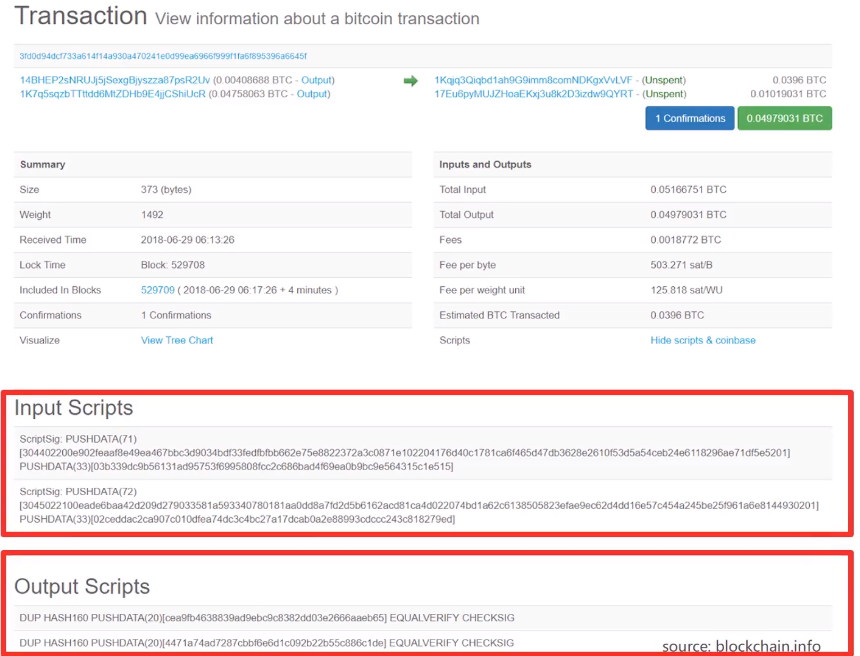 Transaction View information about a bitcoin transaction
3fd0d94dcf733a614f14a930a470241e0d99ea6966f999f1fa6f895396a6645f
14BHEP2sNRUJj5jSexgBjyszza87psR2Uv (0.00408688 BTC - Output)
1K7q5sqzbTTttdd6MtZDHb9E4jjCShiUcR (0.04758063 BTC - Output)
1Kqjq3Qiqbd1ah9G9imm8comNDKgxVvLVF - (Unspent) 0.0396 BTC
17Eu6pyMUJZHoaEKxj3u8k2D3izdw9QYRT - (Unspent) 0.01019031 BTC
1 Confirmations 0.04979031 BTC
Summary
Size 373 (bytes)
Weight 1492
Received Time 2018-06-29 06:13:26
Lock Time Block: 529708
Included In Blocks 529709 ( 2018-06-29 06:17:26 + 4 minutes )
Confirmations 1 Confirmations
Visualize View Tree Chart
Inputs and Outputs
Total Input 0.05166751 BTC
Total Output 0.04979031 BTC
Fees 0.0018772 BTC
Fee per byte 503.271 sat/B
Fee per weight unit 125.818 sat/WU
Estimated BTC Transacted 0.0396 BTC
Scripts Hide scripts & coinbase
Input Scripts
ScriptSig: PUSHDATA(71)
[304402200e902feaaf8e49ea467bbc3d9034bdf33fedfbfbb662e75e8822372a3c0871e102204176d40c1781ca6f465d47db3628e2610f53d5a54ceb24e6118296ae71df5e5201]
PUSHDATA(33)[03b339dc9b56131ad95753f6995808fcc2c686bad4f69ea0b9bc9e564315c1e515]
ScriptSig: PUSHDATA(72)
[3045022100eade6baa42d209d279033581a593340780181aa0dd8a7fd2d5b6162acd81ca4d022074bd1a62c6138505823efae9ec62d4dd16e57c454a245be25f961a6e8144930201]
PUSHDATA(33)[02ceddac2ca907c010dfea74dc3c4bc27a17dcab0a2e88993cdccc243c818279ed]
Output Scripts
DUP HASH160 PUSHDATA(20)[cea9fb4638839ad9ebc9c8382dd03e2666aaeb65] EQUALVERIFY CHECKSIG
DUP HASH160 PUSHDATA(20)[4471a74ad7287cbbf6e6d1c092b22b55c886c1de] EQUALVERIFY CHECKSIG
source: blockchain.info